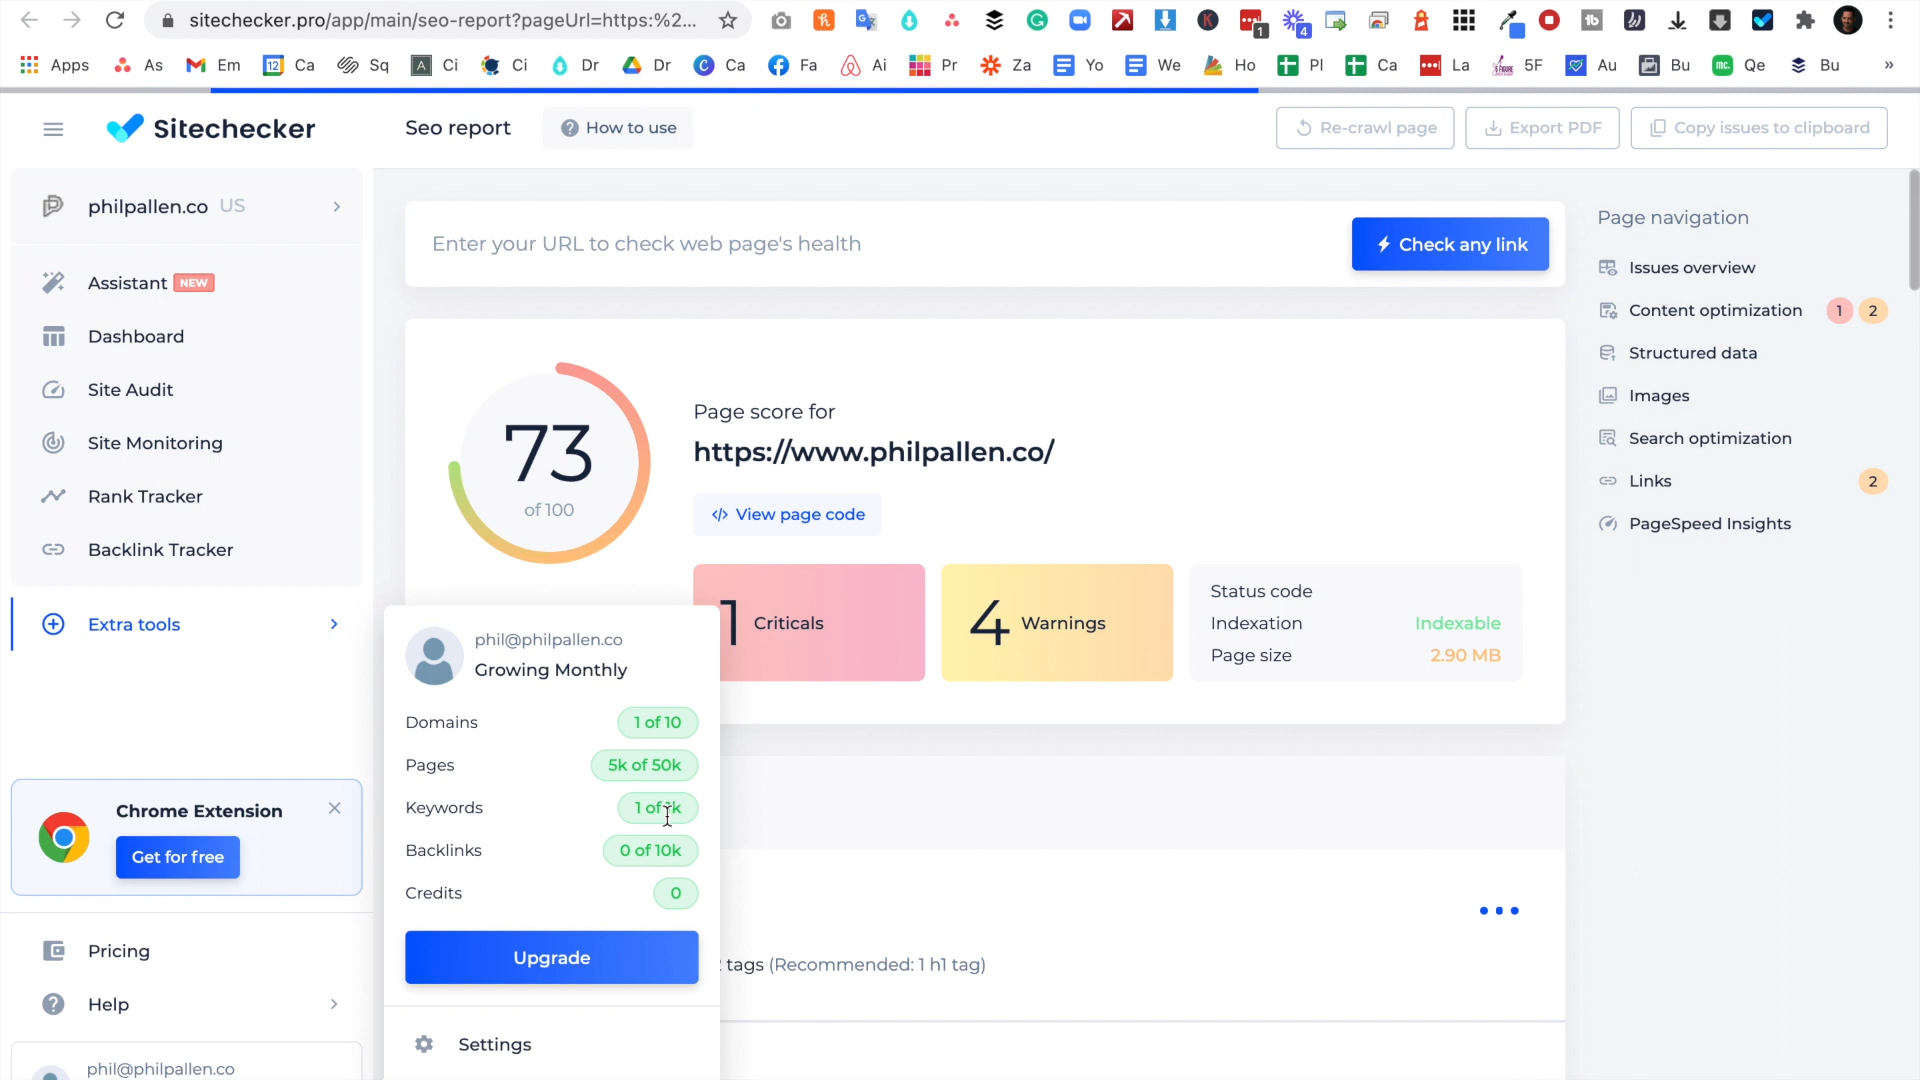 sitechecker.pro/app/main/seo-report?pageUrl=https:%2...
Apps
As
Em
Ca
Sq
Ci
Ci
Dr
Dr
Ca
Fa
Ai
Pr
Za
Yo
We
Ho
Pl
Ca
La
5F
Au
Bu
Qe
Bu
»
Sitechecker
Seo report
How to use
Re-crawl page
Export PDF
Copy issues to clipboard
philpallen.co US
Assistant NEW
Dashboard
Site Audit
Site Monitoring
Rank Tracker
Backlink Tracker
Extra tools
Chrome Extension
Get for free
Pricing
Help
phil@philpallen.co
Enter your URL to check web page's health
Check any link
73
of 100
Page score for
https://www.philpallen.co/
</> View page code
1 Criticals
4 Warnings
Status code
Indexation Indexable
Page size 2.90 MB
phil@philpallen.co
Growing Monthly
Domains 1 of 10
Pages 5k of 50k
Keywords 1 of 1k
Backlinks 0 of 10k
Credits 0
Upgrade
Settings
tags (Recommended: 1 h1 tag)
Page navigation
Issues overview
Content optimization 1 2
Structured data
Images
Search optimization
Links 2
PageSpeed Insights